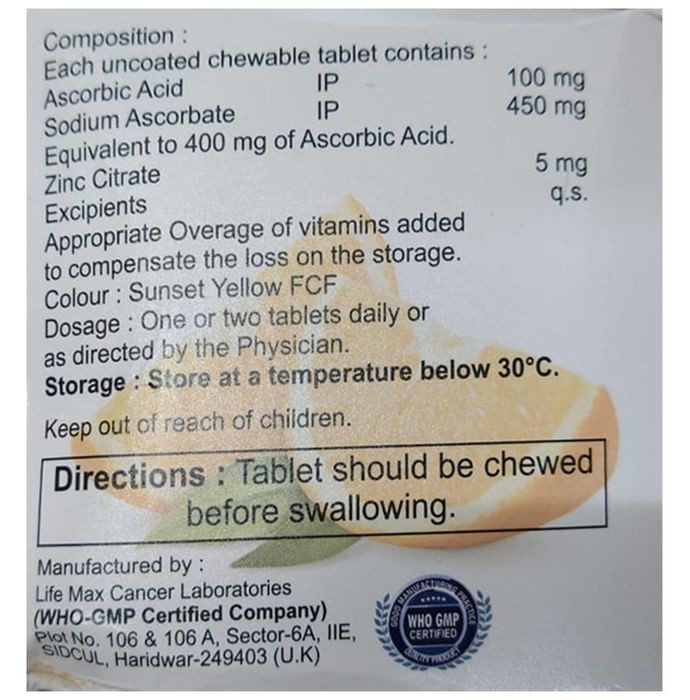 Composition :
Each uncoated chewable tablet contains :
Ascorbic Acid IP 100 mg
Sodium Ascorbate IP 450 mg
Equivalent to 400 mg of Ascorbic Acid.
Zinc Citrate 5 mg
Excipients q.s.
Appropriate Overage of vitamins added
to compensate the loss on the storage.
Colour : Sunset Yellow FCF
Dosage : One or two tablets daily or
as directed by the Physician.
Storage : Store at a temperature below 30°C.
Keep out of reach of children.
Directions : Tablet should be chewed
before swallowing.
Manufactured by :
Life Max Cancer Laboratories
(WHO-GMP Certified Company)
Plot No. 106 & 106 A, Sector-6A, IIE,
SIDCUL, Haridwar-249403 (U.K)
GOOD MANUFACTURING PRACTICE
WHO GMP
CERTIFIED
QUALITY PRODUCT